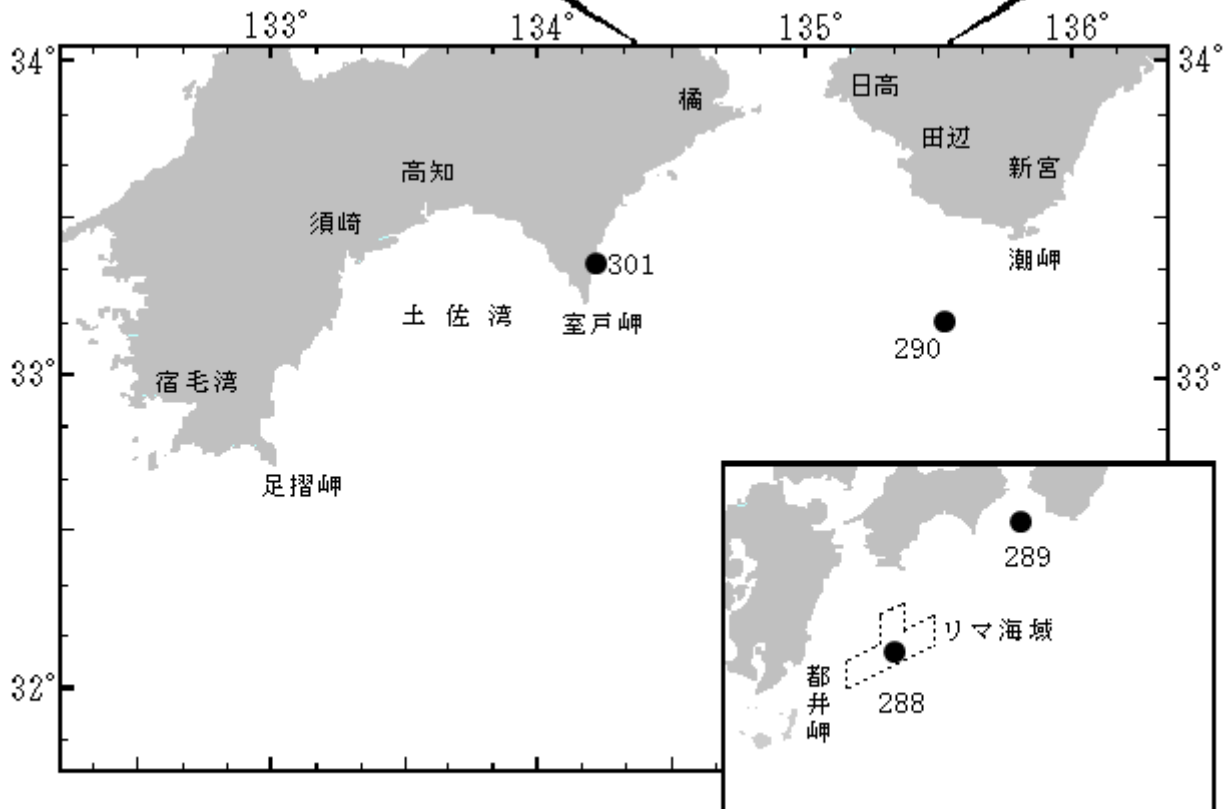 133° 134° 135° 136°
34° 34°
橘 日高
田辺
高知 新宮
須崎
301 潮岬
土佐湾 室戸岬
290
33° 33°
宿毛湾
足摺岬
289
リマ海域
32°
都井岬
288